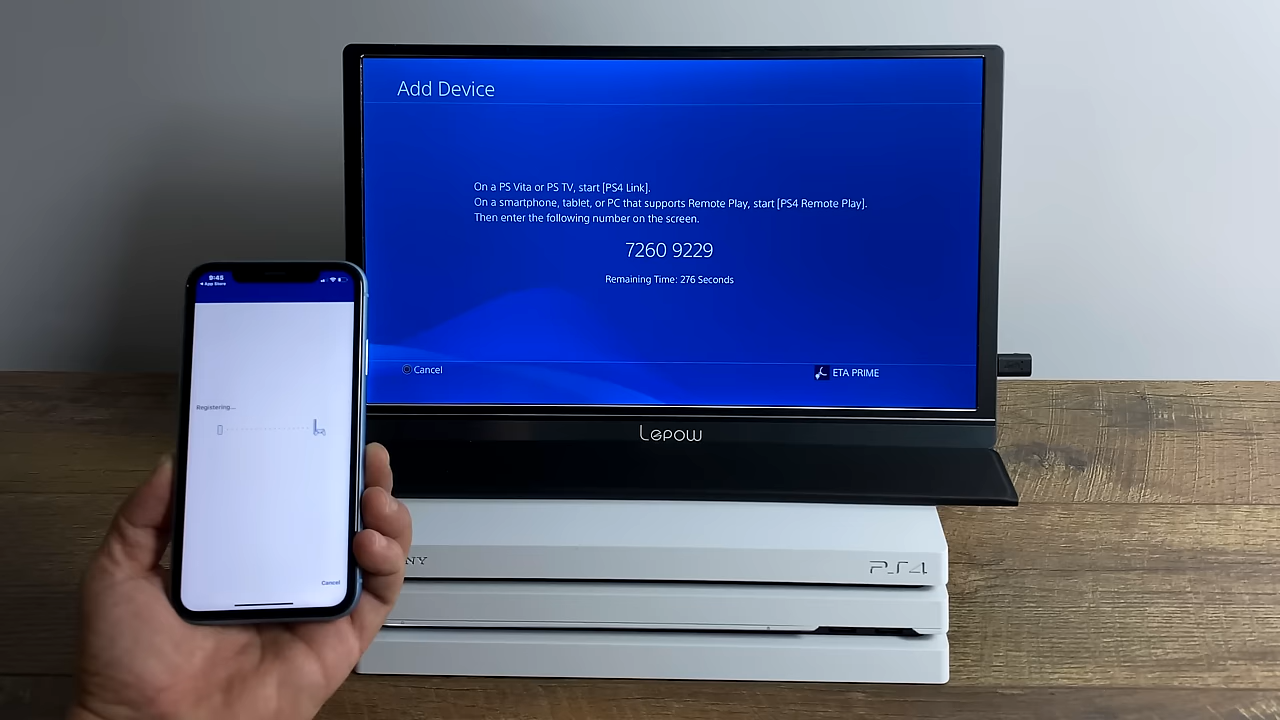 Add Device
On a PS Vita or PS TV, start [PS4 Link].
On a smartphone, tablet, or PC that supports Remote Play, start [PS4 Remote Play].
Then enter the following number on the screen.
7260 9229
Remaining Time: 276 Seconds
Cancel
ETA PRIME
Lepow
9:45
App Store
Registering...
Cancel
NY
PS4